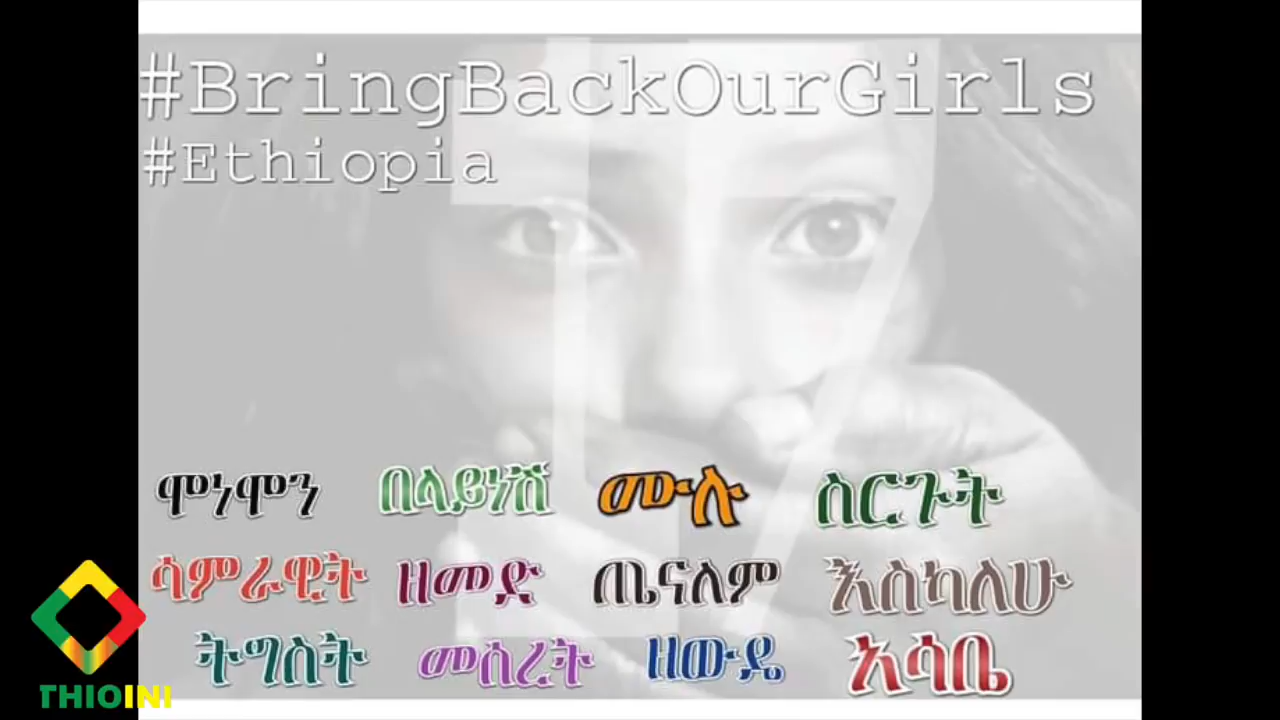 #BringBackOurGirls
#Ethiopia
ሞነሞን በላይነሽ ሙሉ ስርጉት
ሳምራዊት ዘመድ ጤናለም እስካለሁ
ትግስት መሰረት ዘውዴ አሳቤ
THIOINI